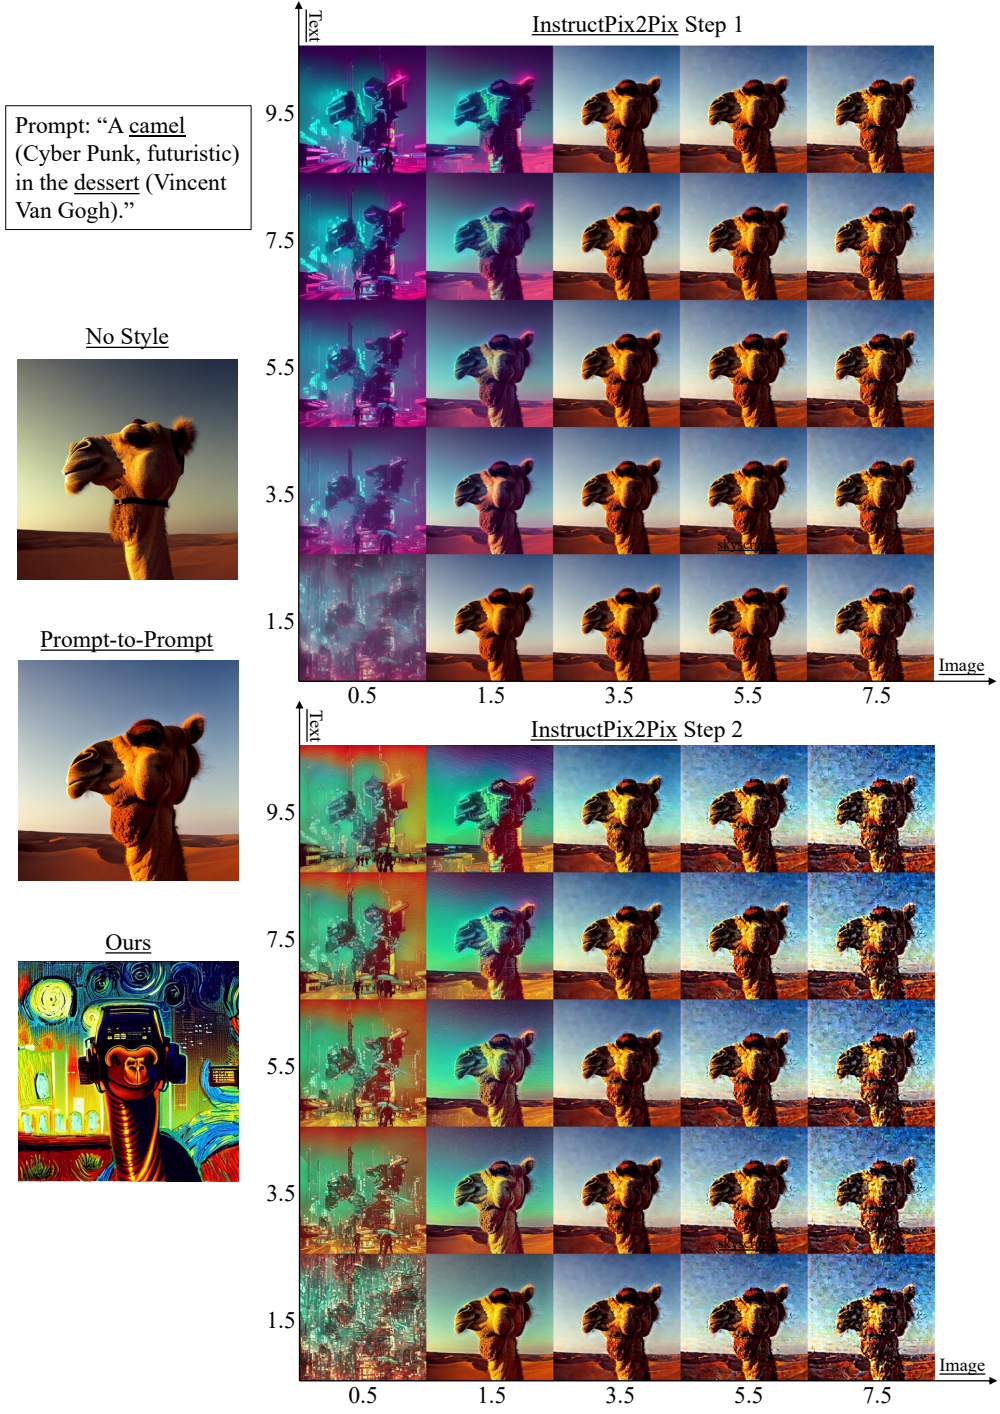 Text
InstructPix2Pix Step 1
Prompt: “A camel
(Cyber Punk, futuristic)
in the dessert (Vincent
Van Gogh).”
9.5
7.5
5.5
3.5
1.5
0.5
1.5
3.5
5.5
7.5
Image
No Style
Prompt-to-Prompt
Ours
Text
InstructPix2Pix Step 2
9.5
7.5
5.5
3.5
1.5
0.5
1.5
3.5
5.5
7.5
Image